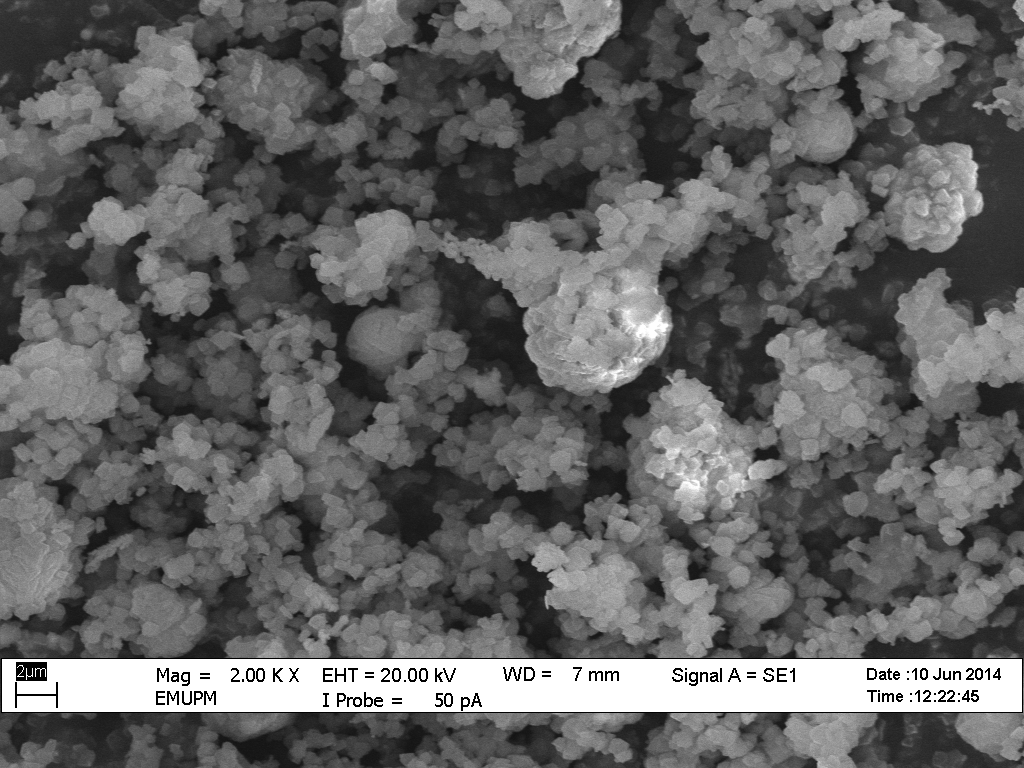 2µm
Mag = 2.00 K X EHT = 20.00 kV WD = 7 mm Signal A = SE1 Date :10 Jun 2014
EMUPM I Probe = 50 pA Time :12:22:45